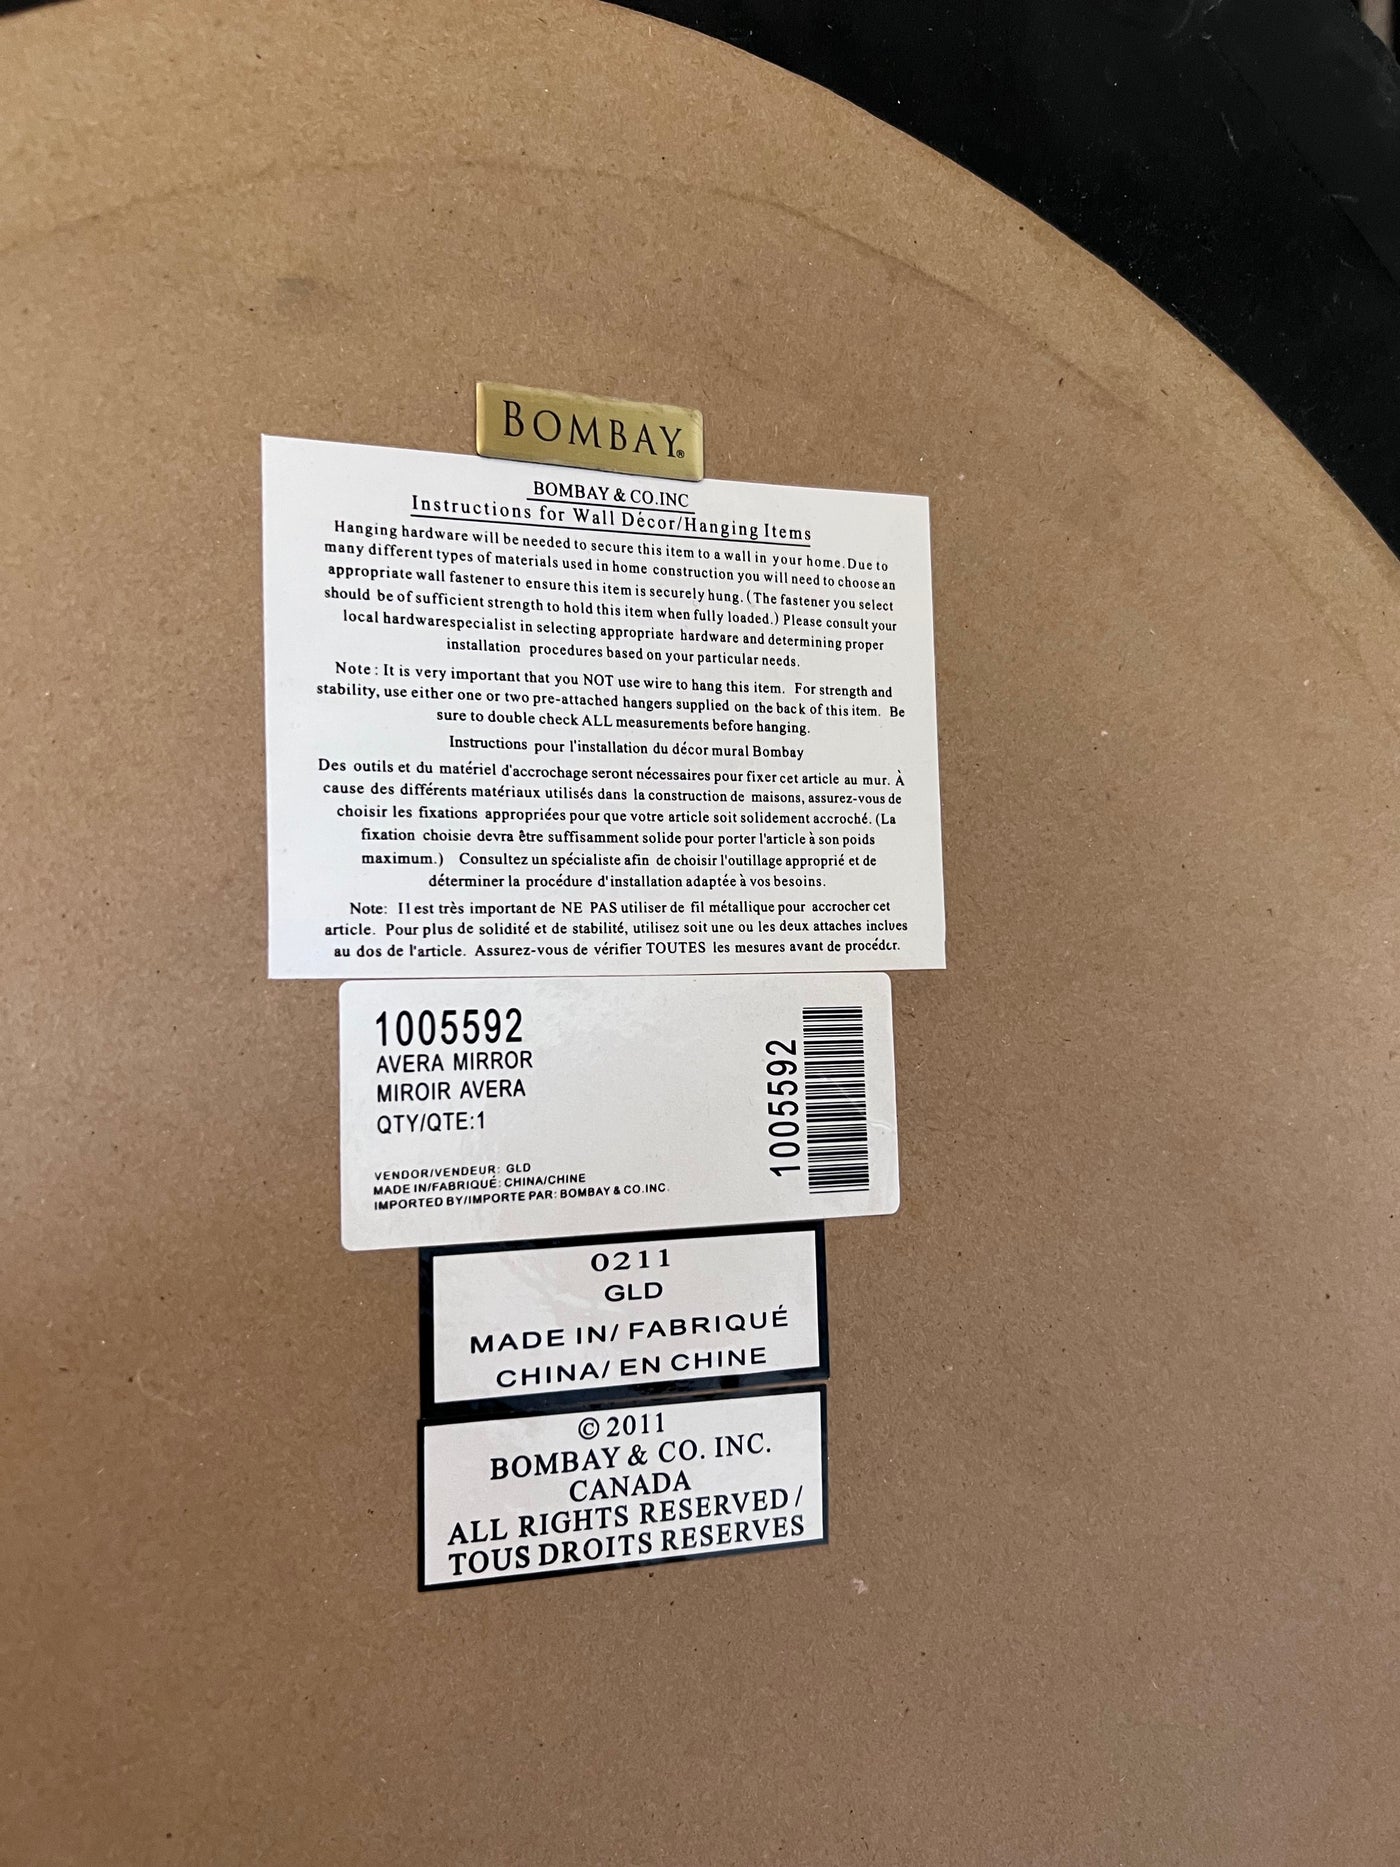 BOMBAY®
BOMBAY & CO.INC
Instructions for Wall Décor/Hanging Items
Hanging hardware will be needed to secure this item to a wall in your home. Due to
many different types of materials used in home construction you will need to choose an
appropriate wall fastener to ensure this item is securely hung. (The fastener you select
should be of sufficient strength to hold this item when fully loaded.) Please consult your
local hardwarespecialist in selecting appropriate hardware and determining proper
installation procedures based on your particular needs.
Note: It is very important that you NOT use wire to hang this item. For strength and
stability, use either one or two pre-attached hangers supplied on the back of this item. Be
sure to double check ALL measurements before hanging.
Instructions pour l'installation du décor mural Bombay
Des outils et du matériel d'accrochage seront nécessaires pour fixer cet article au mur. À
cause des différents matériaux utilisés dans la construction de maisons, assurez-vous de
choisir les fixations appropriées pour que votre article soit solidement accroché. (La
fixation choisie devra être suffisamment solide pour porter l'article à son poids
maximum.) Consultez un spécialiste afin de choisir l'outillage approprié et de
déterminer la procédure d'installation adaptée à vos besoins.
Note: Il est très important de NE PAS utiliser de fil métallique pour accrocher cet
article. Pour plus de solidité et de stabilité, utilisez soit une ou les deux attaches inclues
au dos de l'article. Assurez-vous de vérifier TOUTES les mesures avant de procéder.
1005592
AVERA MIRROR
MIROIR AVERA
QTY/QTE:1
VENDOR/VENDEUR: GLD
MADE IN/FABRIQUÉ: CHINA/CHINE
IMPORTED BY/IMPORTE PAR: BOMBAY & CO.INC.
1005592
0211
GLD
MADE IN/ FABRIQUÉ
CHINA/ EN CHINE
© 2011
BOMBAY & CO. INC.
CANADA
ALL RIGHTS RESERVED/
TOUS DROITS RESERVES